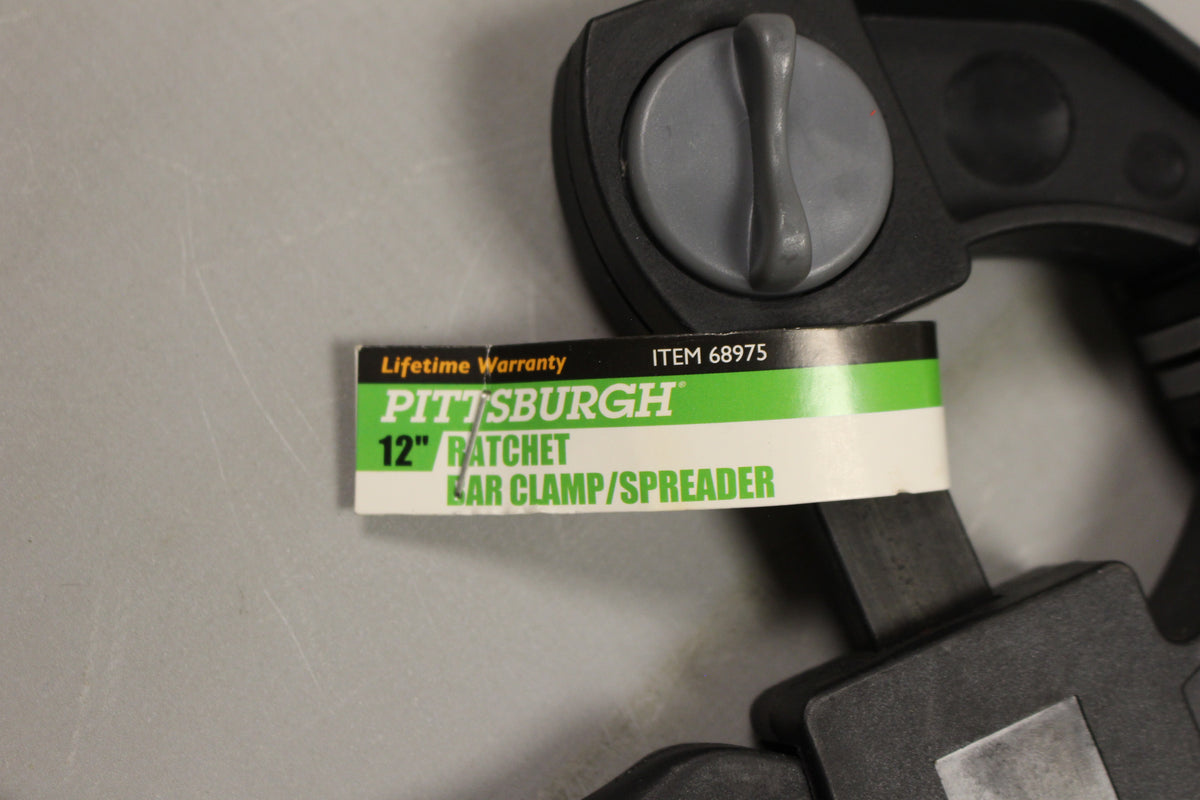 Lifetime Warranty ITEM 68975
PITTSBURGH®
12" RATCHET
BAR CLAMP/SPREADER